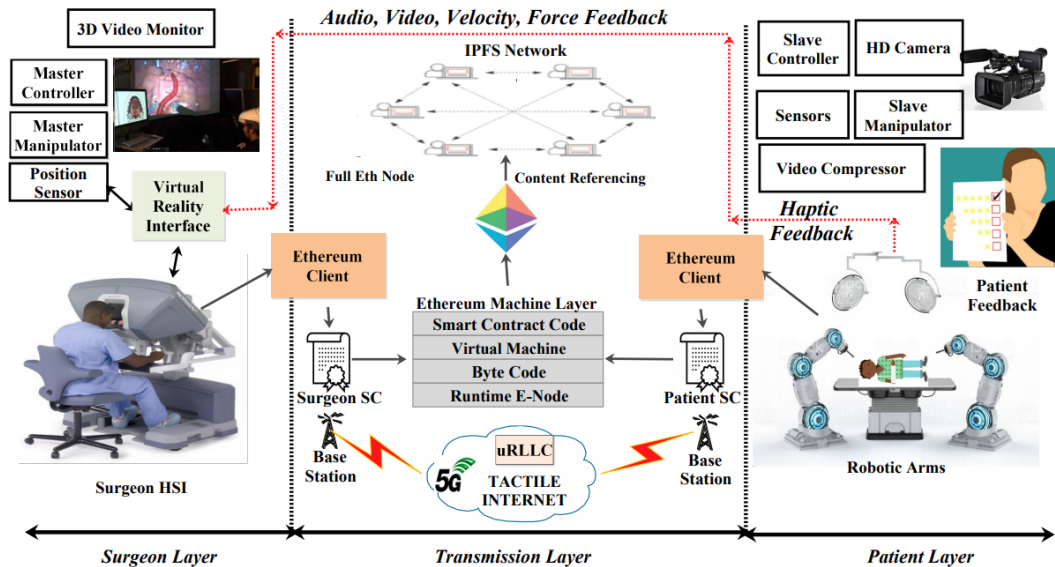 Audio, Video, Velocity, Force Feedback
3D Video Monitor
Master
Controller
Master
Manipulator
Position
Sensor
Virtual
Reality
Interface
Surgeon HSI
IPFS Network
Full Eth Node
Content Referencing
Ethereum
Client
Ethereum Machine Layer
Smart Contract Code
Virtual Machine
Byte Code
Runtime E-Node
Surgeon SC
Base
Station
5G
uRLLC
TACTILE
INTERNET
Ethereum
Client
Patient SC
Base
Station
Slave
Controller
HD Camera
Sensors
Slave
Manipulator
Video Compressor
Haptic
Feedback
Patient
Feedback
Robotic Arms
Surgeon Layer
Transmission Layer
Patient Layer